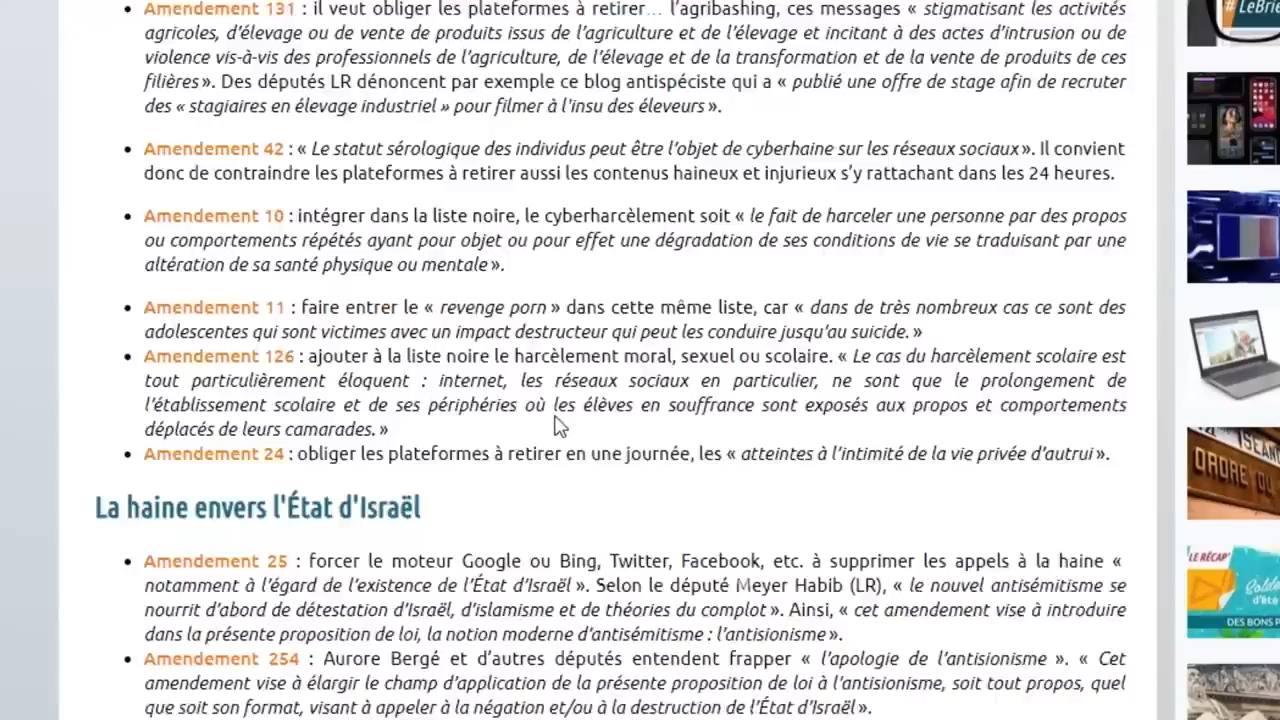 Amendement 131 : il veut obliger les plateformes à retirer… l’agribashing, ces messages « stigmatisant les activités
agricoles, d’élevage ou de vente de produits issus de l’agriculture et de l’élevage et incitant à des actes d’intrusion ou de
violence vis-à-vis des professionnels de l’agriculture, de l’élevage et de la transformation et de la vente de produits de ces
filières ». Des députés LR dénoncent par exemple ce blog antispéciste qui a « publié une offre de stage afin de recruter
des « stagiaires en élevage industriel » pour filmer à l’insu des éleveurs ».
Amendement 42 : « Le statut sérologique des individus peut être l’objet de cyberhaine sur les réseaux sociaux ». Il convient
donc de contraindre les plateformes à retirer aussi les contenus haineux et injurieux s’y rattachant dans les 24 heures.
Amendement 10 : intégrer dans la liste noire, le cyberharcèlement soit « le fait de harceler une personne par des propos
ou comportements répétés ayant pour objet ou pour effet une dégradation de ses conditions de vie se traduisant par une
altération de sa santé physique ou mentale ».
Amendement 11 : faire entrer le « revenge porn » dans cette même liste, car « dans de très nombreux cas ce sont des
adolescentes qui sont victimes avec un impact destructeur qui peut les conduire jusqu’au suicide. »
Amendement 126 : ajouter à la liste noire le harcèlement moral, sexuel ou scolaire. « Le cas du harcèlement scolaire est
tout particulièrement éloquent : internet, les réseaux sociaux en particulier, ne sont que le prolongement de
l’établissement scolaire et de ses périphéries où les élèves en souffrance sont exposés aux propos et comportements
déplacés de leurs camarades. »
Amendement 24 : obliger les plateformes à retirer en une journée, les « atteintes à l’intimité de la vie privée d’autrui ».
La haine envers l'État d'Israël
Amendement 25 : forcer le moteur Google ou Bing, Twitter, Facebook, etc. à supprimer les appels à la haine «
notamment à l’égard de l’existence de l’État d’Israël ». Selon le député Meyer Habib (LR), « le nouvel antisémitisme se
nourrit d’abord de détestation d’Israël, d’islamisme et de théories du complot ». Ainsi, « cet amendement vise à introduire
dans la présente proposition de loi, la notion moderne d’antisémitisme : l’antisionisme ».
Amendement 254 : Aurore Bergé et d’autres députés entendent frapper « l’apologie de l’antisionisme ». « Cet
amendement vise à élargir le champ d’application de la présente proposition de loi à l’antisionisme, soit tout propos, quel
que soit son format, visant à appeler à la négation et/ou à la destruction de l’État d’Israël ».
# LeBrie
SEAN
ORDRE DU
LE RÉCAP'
Solde
d'éte
DES BONS P